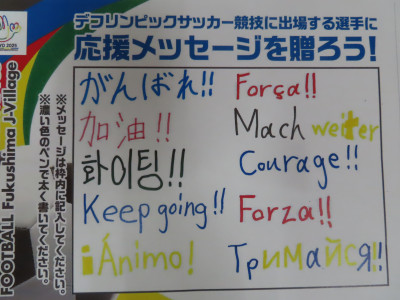 デフリンピックサッカー競技に出場する選手に
応援メッセージを贈ろう!
がんばれ!!
Força!!
加油!!
Mach weiter
화이팅!!
Courage!!
Keep going!!
Forza!!
¡Ánimo!
Тримайся!!
※メッセージは枠内に記入してください。
※濃い色のペンで太く書いてください。
FOOTBALL Fukushima J-Village
2025